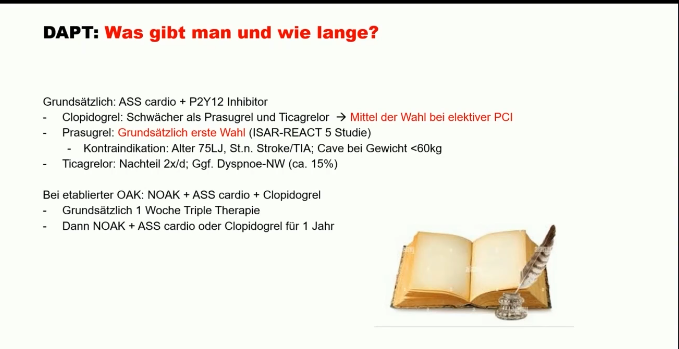 DAPT: Was gibt man und wie lange?
Grundsätzlich: ASS cardio + P2Y12 Inhibitor
- Clopidogrel: Schwächer als Prasugrel und Ticagrelor → Mittel der Wahl bei elektiver PCI
- Prasugrel: Grundsätzlich erste Wahl (ISAR-REACT 5 Studie)
- Kontraindikation: Alter 75LJ, St.n. Stroke/TIA; Cave bei Gewicht <60kg
- Ticagrelor: Nachteil 2x/d; Ggf. Dyspnoe-NW (ca. 15%)
Bei etablierter OAK: NOAK + ASS cardio + Clopidogrel
- Grundsätzlich 1 Woche Triple Therapie
- Dann NOAK + ASS cardio oder Clopidogrel für 1 Jahr